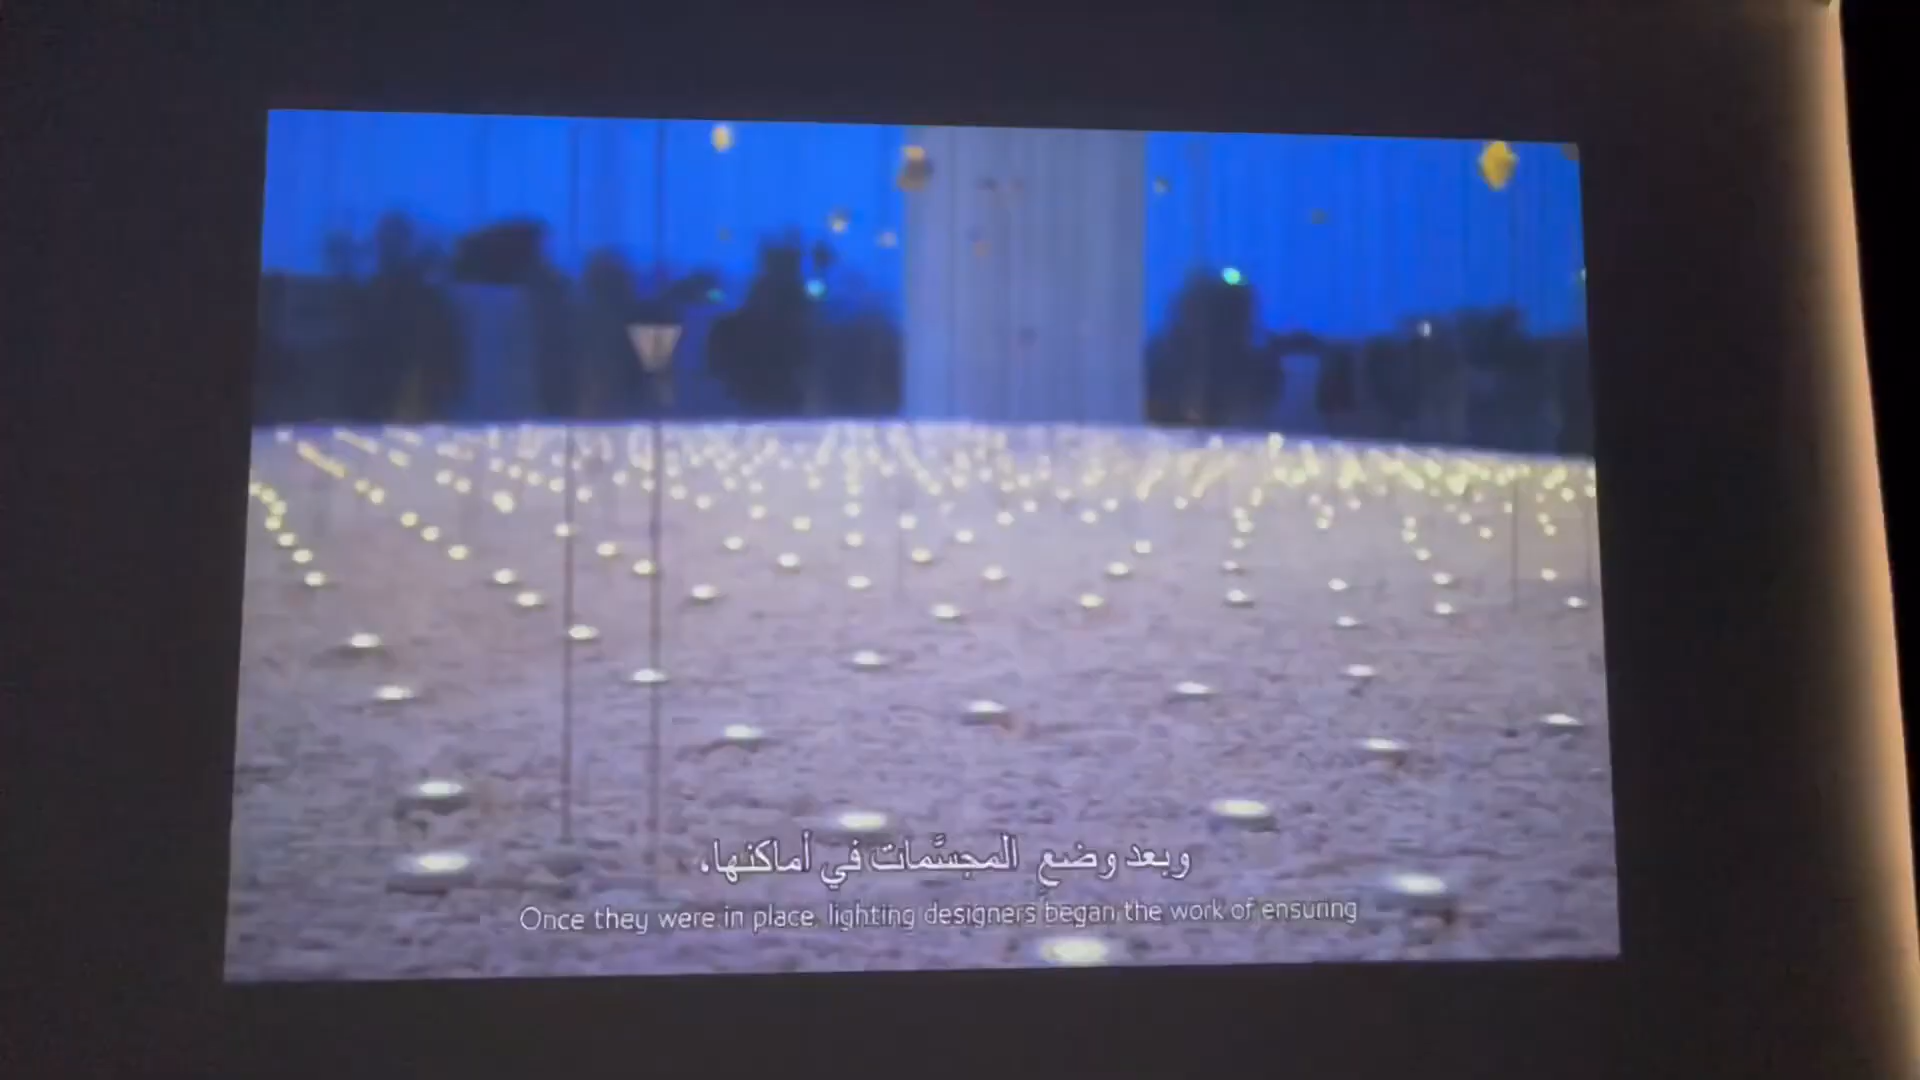 وبعد وضعِ المجسَّمات في أماكنها،
Once they were in place, lighting designers began the work of ensuring